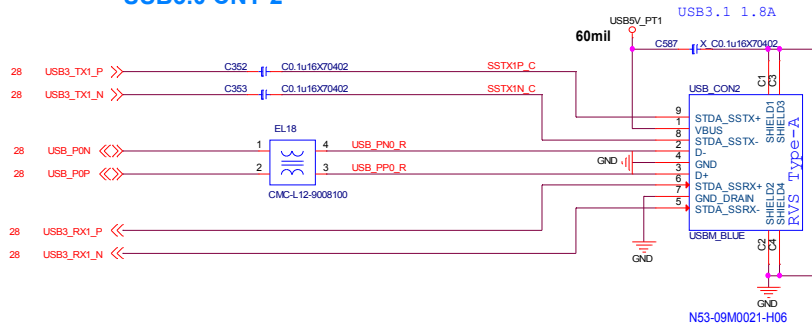 USB3.0 CNT-2
USB3.1 1.8A
USB5V_PT1
60mil
C587 X_C0.1u16X70402
28 USB3_TX1_P C352 C0.1u16X70402 SSTX1P_C
28 USB3_TX1_N C353 C0.1u16X70402 SSTX1N_C
C1 C3
USB_CON2
9 STDA_SSTX+
1 VBUS
8 STDA_SSTX-
2 D-
4 GND
3 D+
6 STDA_SSRX+
7 GND_DRAIN
5 STDA_SSRX-
SHIELD1
SHIELD3
SHIELD2
SHIELD4
RVS Type-A
EL18
28 USB_P0N 1 4 USB_PN0_R
28 USB_P0P 2 3 USB_PP0_R
CMC-L12-9008100
GND
28 USB3_RX1_P
28 USB3_RX1_N
USBM_BLUE
GND
C2 C4
GND
N53-09M0021-H06